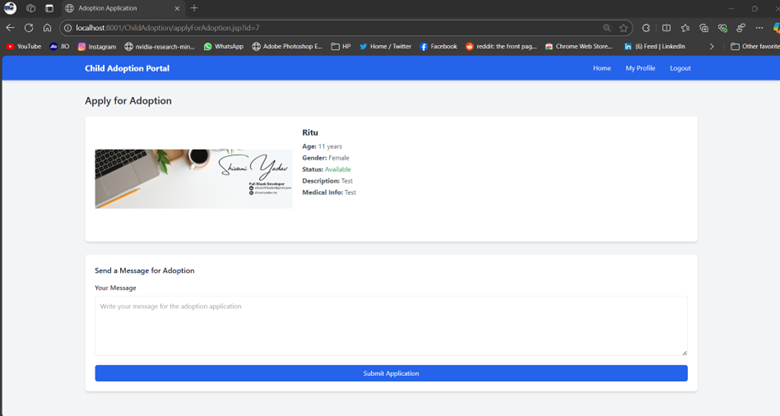 Adoption Application
localhost:8001/ChildAdoption/applyForAdoption.jsp?id=7
YouTube
JIO
Instagram
nvidia-research-min...
WhatsApp
Adobe Photoshop E...
HP
Home / Twitter
Facebook
reddit: the front pag...
Chrome Web Store...
(6) Feed | LinkedIn
Other favorite
Child Adoption Portal
Home
My Profile
Logout
Apply for Adoption
Shivani Yadav
Full Stack Developer
Ritu
Age: 11 years
Gender: Female
Status: Available
Description: Test
Medical Info: Test
Send a Message for Adoption
Your Message
Write your message for the adoption application
Submit Application